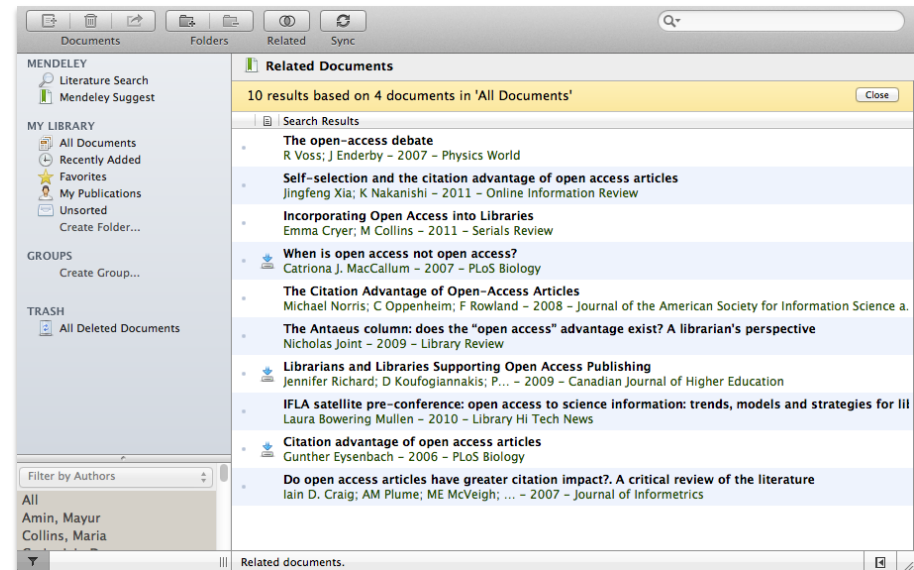 Documents Folders Related Sync
MENDELEY
Literature Search
Mendeley Suggest
MY LIBRARY
All Documents
Recently Added
Favorites
My Publications
Unsorted
Create Folder...
GROUPS
Create Group...
TRASH
All Deleted Documents
Filter by Authors
All
Amin, Mayur
Collins, Maria
Related Documents
10 results based on 4 documents in 'All Documents'
Close
Search Results
The open-access debate
R Voss; J Enderby – 2007 – Physics World
Self-selection and the citation advantage of open access articles
Jingfeng Xia; K Nakanishi – 2011 – Online Information Review
Incorporating Open Access into Libraries
Emma Cryer; M Collins – 2011 – Serials Review
When is open access not open access?
Catriona J. MacCallum – 2007 – PLoS Biology
The Citation Advantage of Open-Access Articles
Michael Norris; C Oppenheim; F Rowland – 2008 – Journal of the American Society for Information Science a.
The Antaeus column: does the “open access” advantage exist? A librarian's perspective
Nicholas Joint – 2009 – Library Review
Librarians and Libraries Supporting Open Access Publishing
Jennifer Richard; D Koufogiannakis; P... – 2009 – Canadian Journal of Higher Education
IFLA satellite pre-conference: open access to science information: trends, models and strategies for lil
Laura Bowering Mullen – 2010 – Library Hi Tech News
Citation advantage of open access articles
Gunther Eysenbach – 2006 – PLoS Biology
Do open access articles have greater citation impact?. A critical review of the literature
Iain D. Craig; AM Plume; ME McVeigh; ... – 2007 – Journal of Informetrics
Related documents.